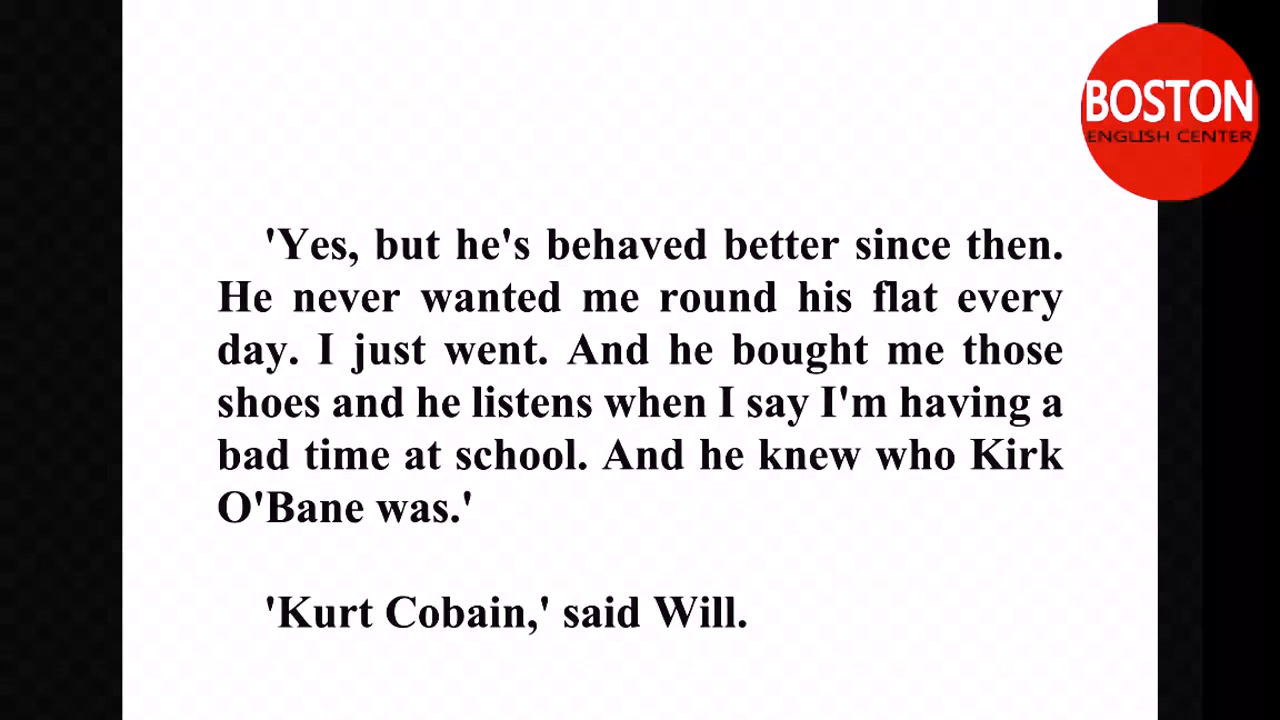 BOSTON
ENGLISH CENTER
'Yes, but he's behaved better since then.
He never wanted me round his flat every
day. I just went. And he bought me those
shoes and he listens when I say I'm having a
bad time at school. And he knew who Kirk
O'Bane was.'
'Kurt Cobain,' said Will.